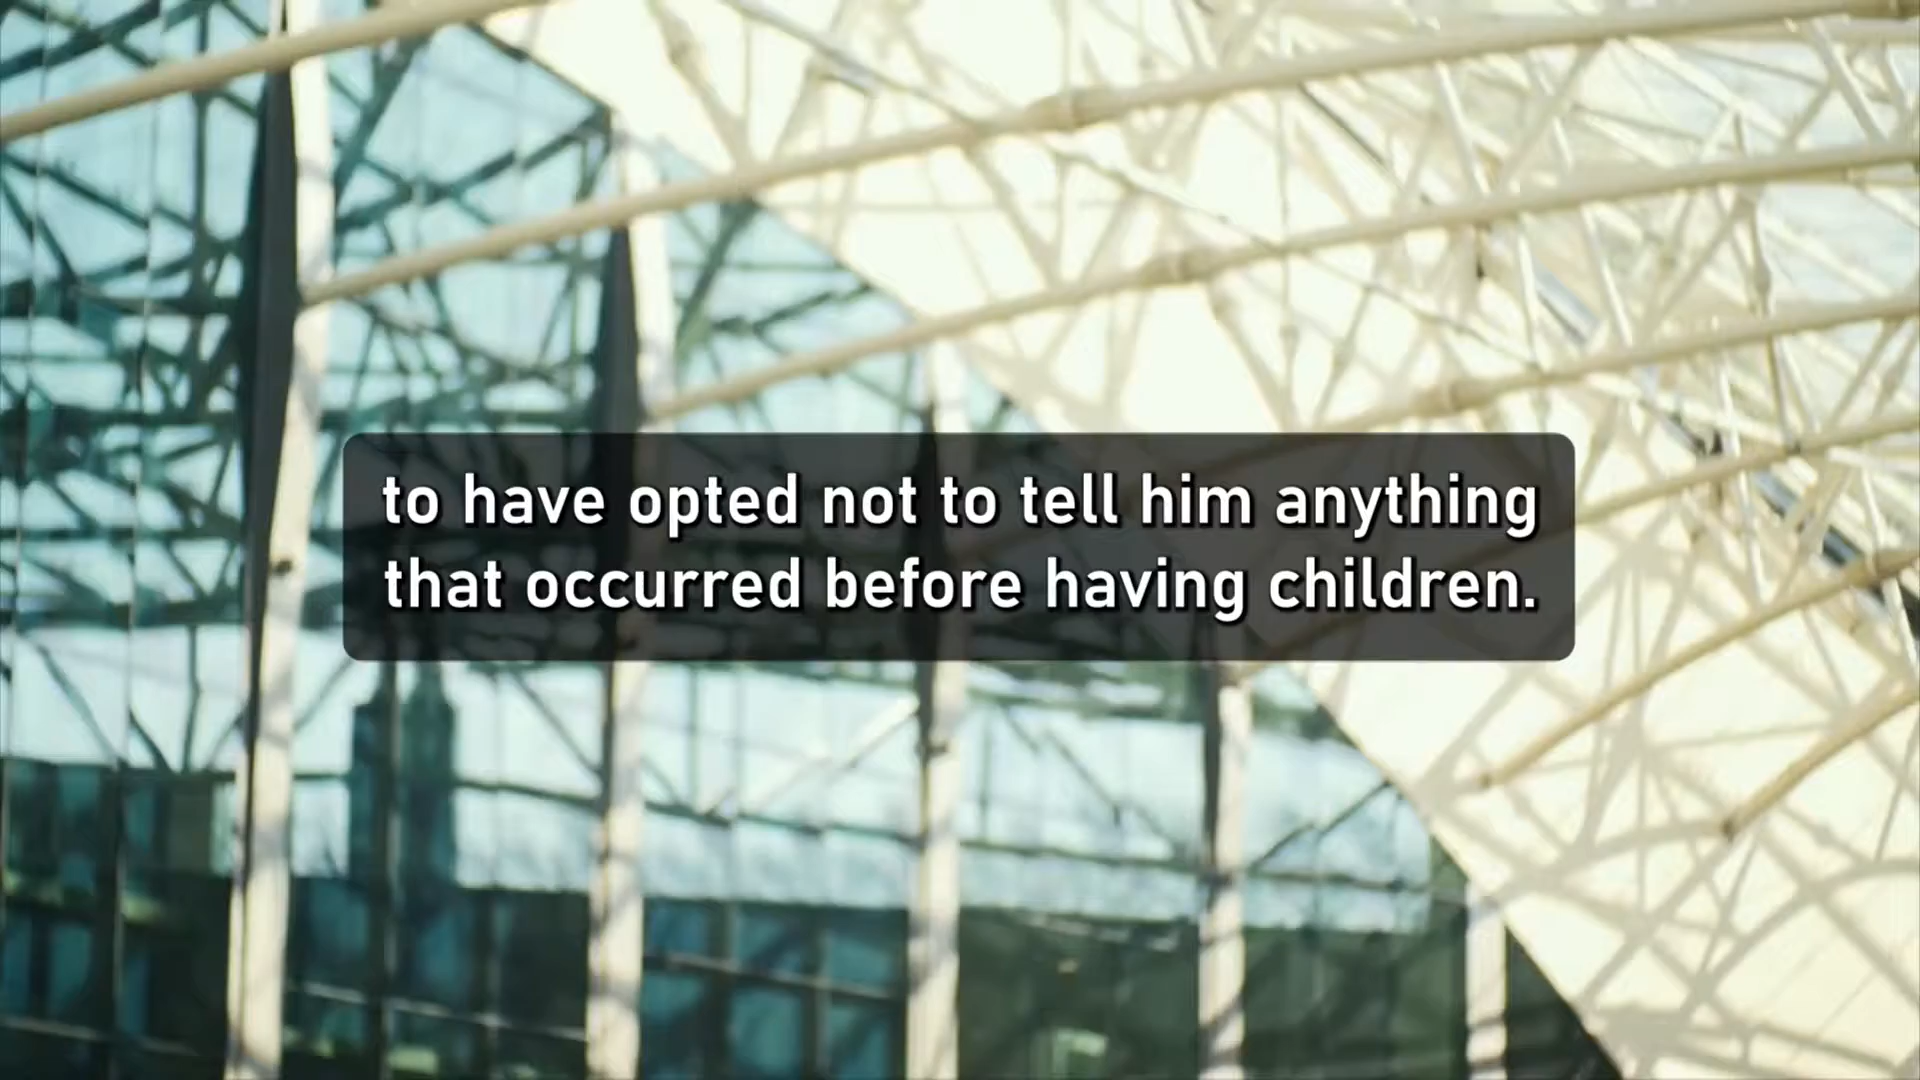 to have opted not to tell him anything
that occurred before having children.